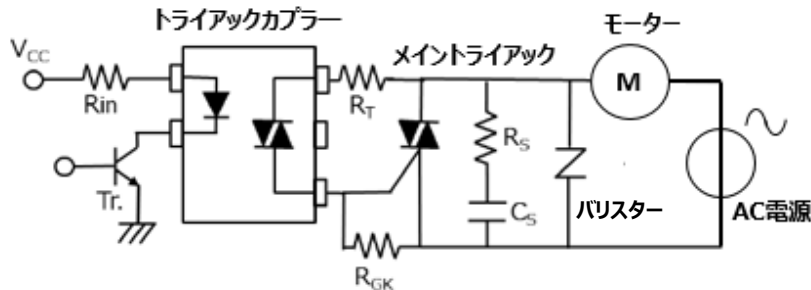 トライアックカプラー
モーター
メイントライアック
VCC
Rin
RT
M
RS
Tr.
CS
バリスター
AC電源
RGK